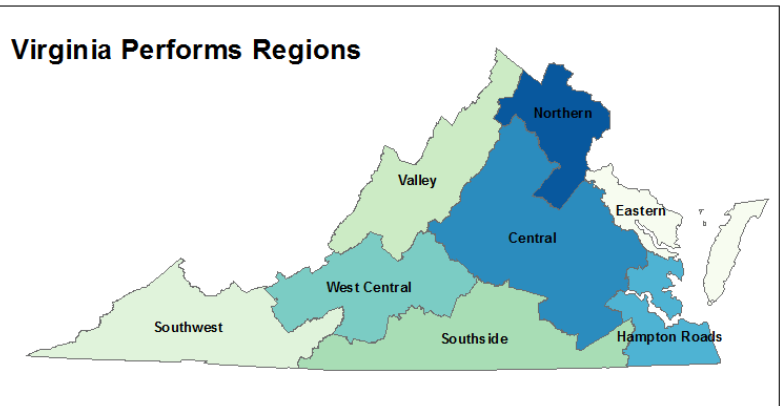 Virginia Performs Regions
Northern
Valley
Eastern
Central
West Central
Southwest
Southside
Hampton Roads